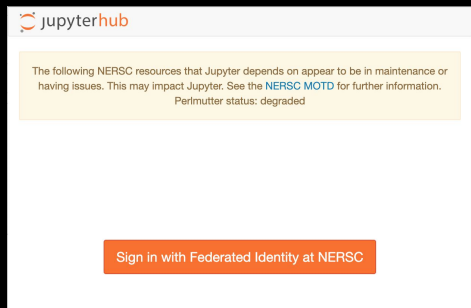 jupyterhub
The following NERSC resources that Jupyter depends on appear to be in maintenance or
having issues. This may impact Jupyter. See the NERSC MOTD for further information.
Perlmutter status: degraded
Sign in with Federated Identity at NERSC